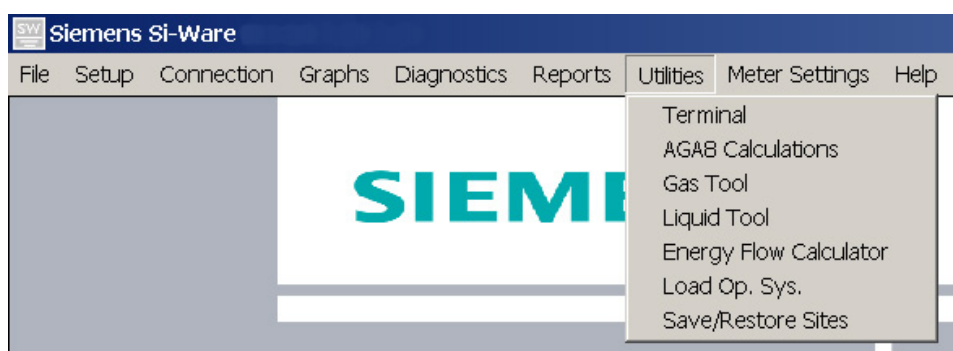 SW Siemens Si-Ware
File Setup Connection Graphs Diagnostics Reports Utilities Meter Settings Help
Terminal
AGA8 Calculations
Gas Tool
Liquid Tool
Energy Flow Calculator
Load Op. Sys.
Save/Restore Sites
SIEME